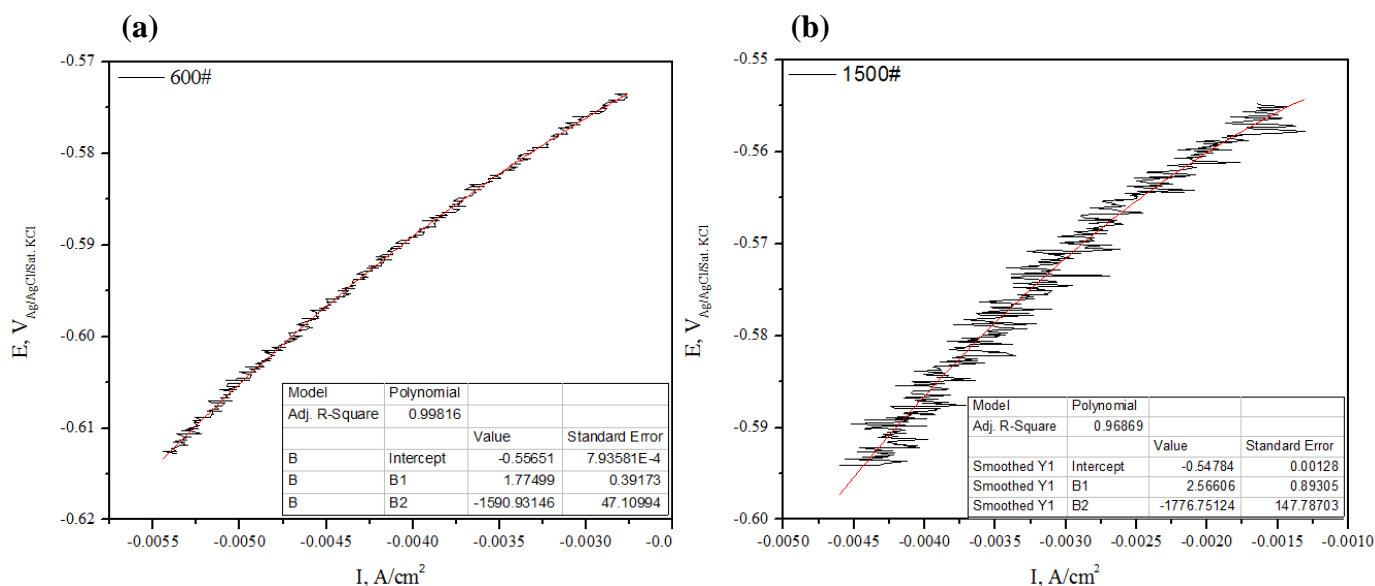 (a)
600#
-0.57
-0.58
-0.59
-0.60
-0.61
-0.62
E, V Ag/AgCl/Sat. KCl
Model Polynomial
Adj. R-Square 0.99816
Value Standard Error
B Intercept -0.55651 7.93581E-4
B B1 1.77499 0.39173
B B2 -1590.93146 47.10994
-0.0055 -0.0050 -0.0045 -0.0040 -0.0035 -0.0030 -0.0
I, A/cm²
(b)
1500#
-0.55
-0.56
-0.57
-0.58
-0.59
-0.60
E, V Ag/AgCl/Sat. KCl
Model Polynomial
Adj. R-Square 0.96869
Value Standard Error
Smoothed Y1 Intercept -0.54784 0.00128
Smoothed Y1 B1 2.56606 0.89305
Smoothed Y1 B2 -1776.75124 147.78703
-0.0050 -0.0045 -0.0040 -0.0035 -0.0030 -0.0025 -0.0020 -0.0015 -0.0010
I, A/cm²